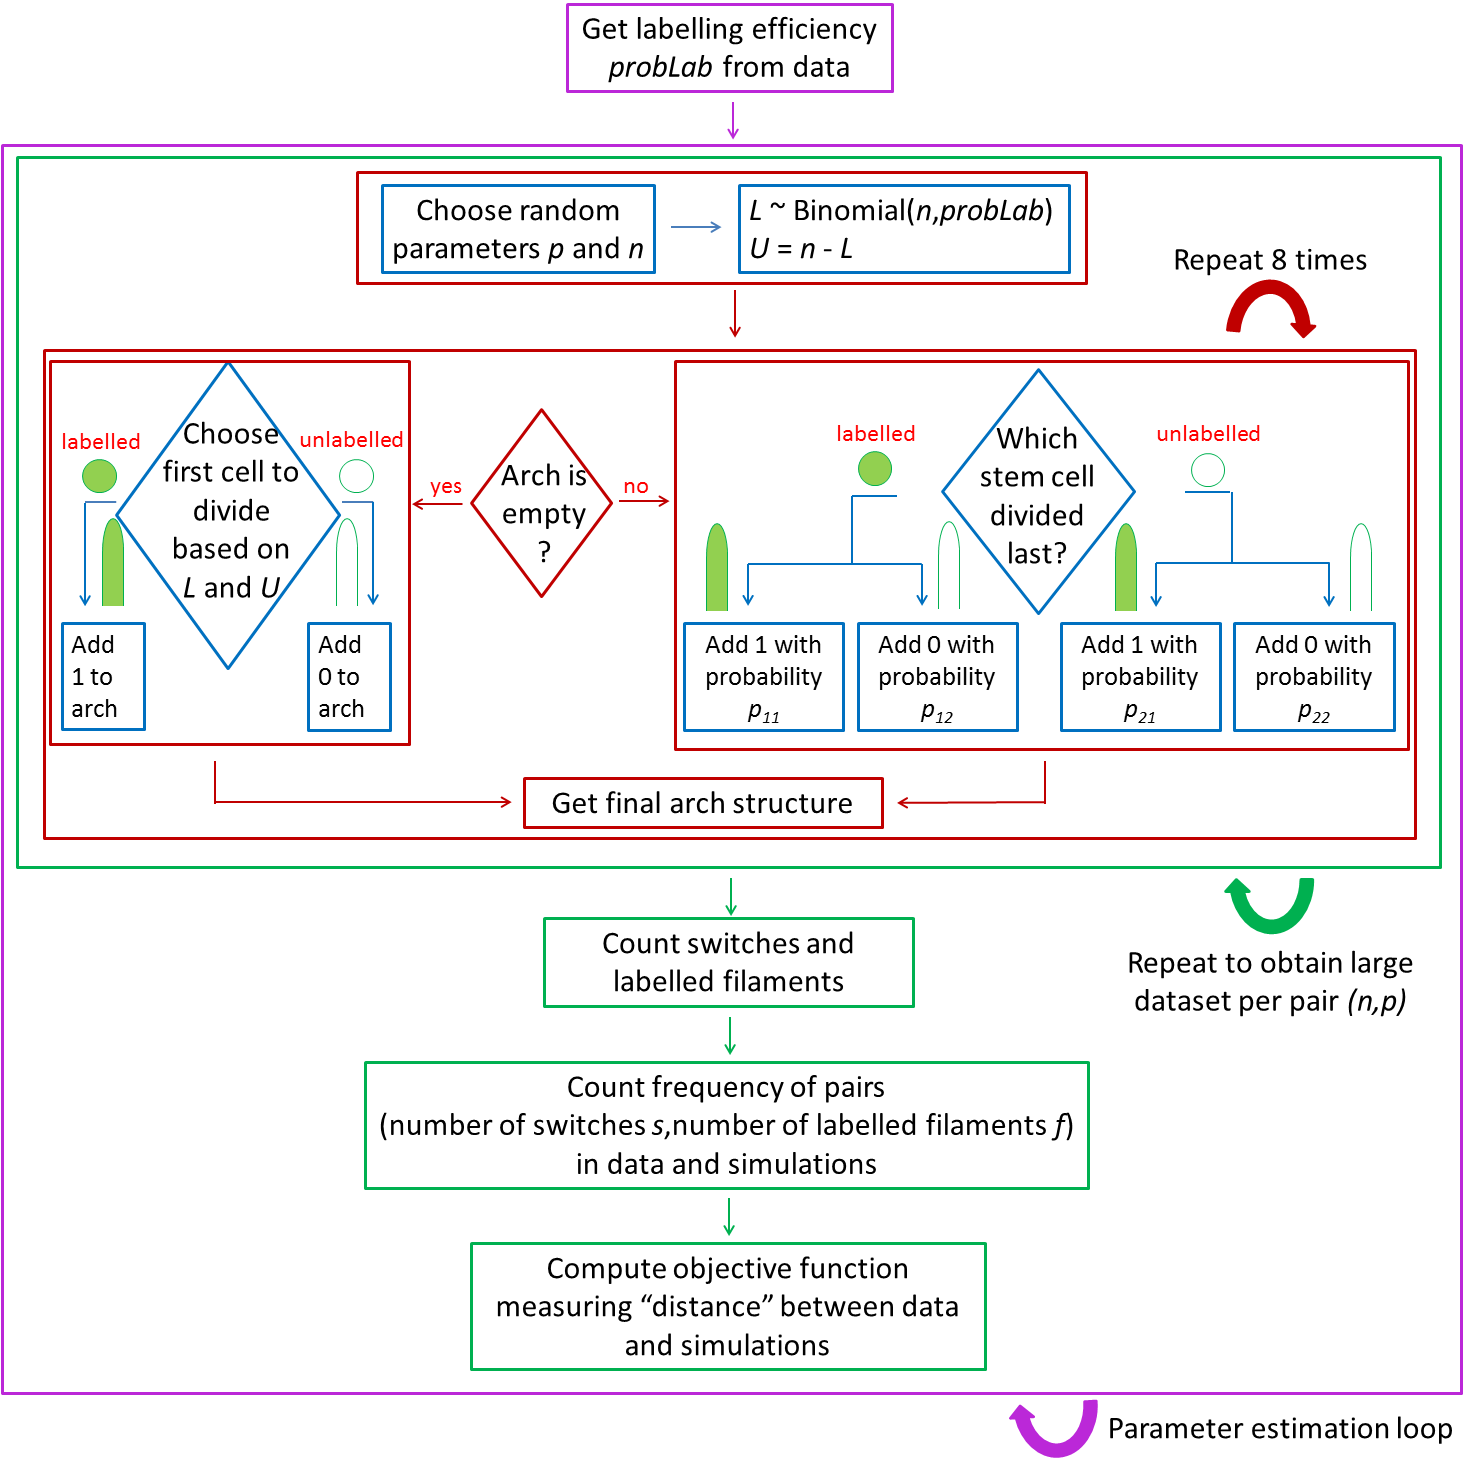 Get labelling efficiency
probLab from data
Choose random
parameters p and n
L ~ Binomial(n,probLab)
U = n - L
Repeat 8 times
labelled
Choose
first cell to
divide
based on
L and U
unlabelled
Add
1 to
arch
Add
0 to
arch
yes
Arch is
empty
?
no
labelled
Which
stem cell
divided
last?
unlabelled
Add 1 with
probability
p11
Add 0 with
probability
p12
Add 1 with
probability
p21
Add 0 with
probability
p22
Get final arch structure
Count switches and
labelled filaments
Repeat to obtain large
dataset per pair (n,p)
Count frequency of pairs
(number of switches s,number of labelled filaments f)
in data and simulations
Compute objective function
measuring “distance” between data
and simulations
Parameter estimation loop